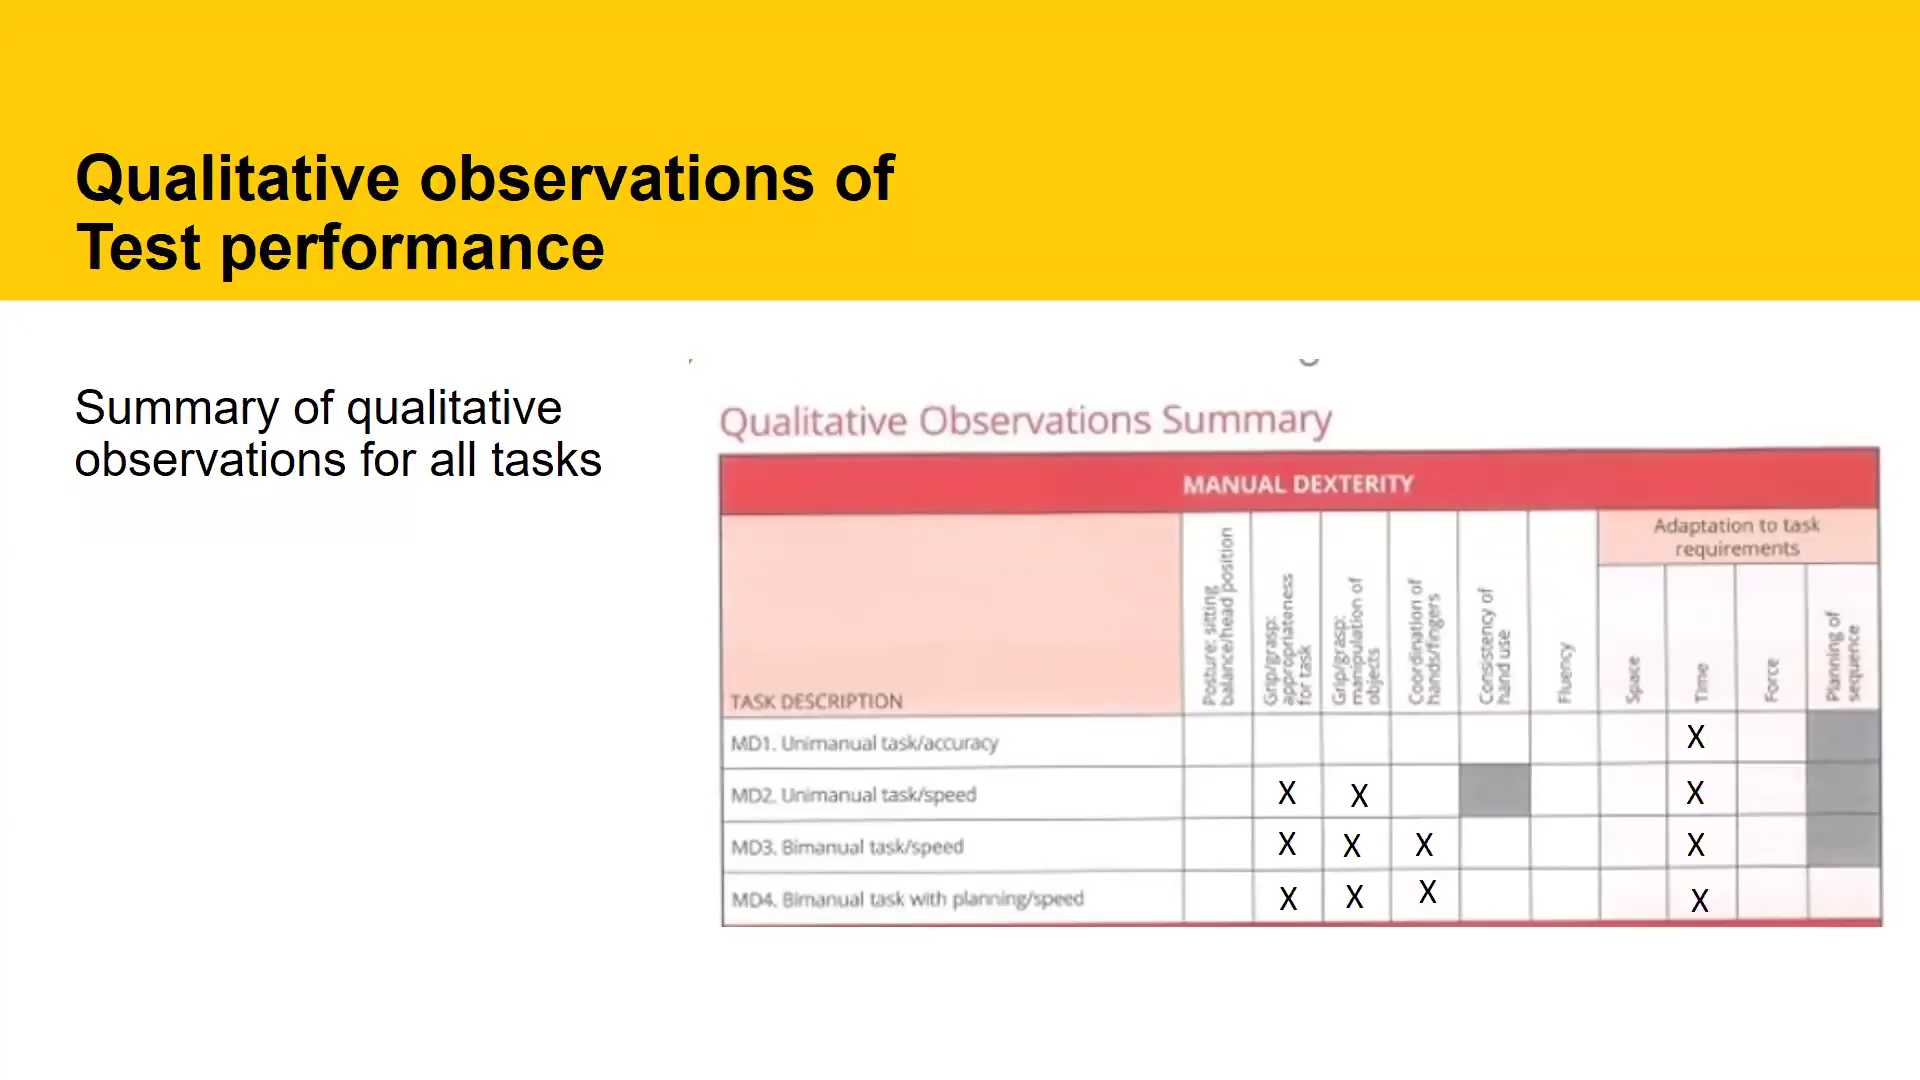 Qualitative observations of
Test performance
Summary of qualitative
observations for all tasks
Qualitative Observations Summary
MANUAL DEXTERITY
TASK DESCRIPTION
Posture: sitting
balance/head position
Grip/grasp:
appropriateness
for task
Grip/grasp:
manipulation of
objects
Coordination of
hands/fingers
Consistency of
hand use
Fluency
Adaptation to task
requirements
Space
Time
Force
Planning of
sequence
MD1. Unimanual task/accuracy X
MD2. Unimanual task/speed X X X
MD3. Bimanual task/speed X X X X
MD4. Bimanual task with planning/speed X X X X